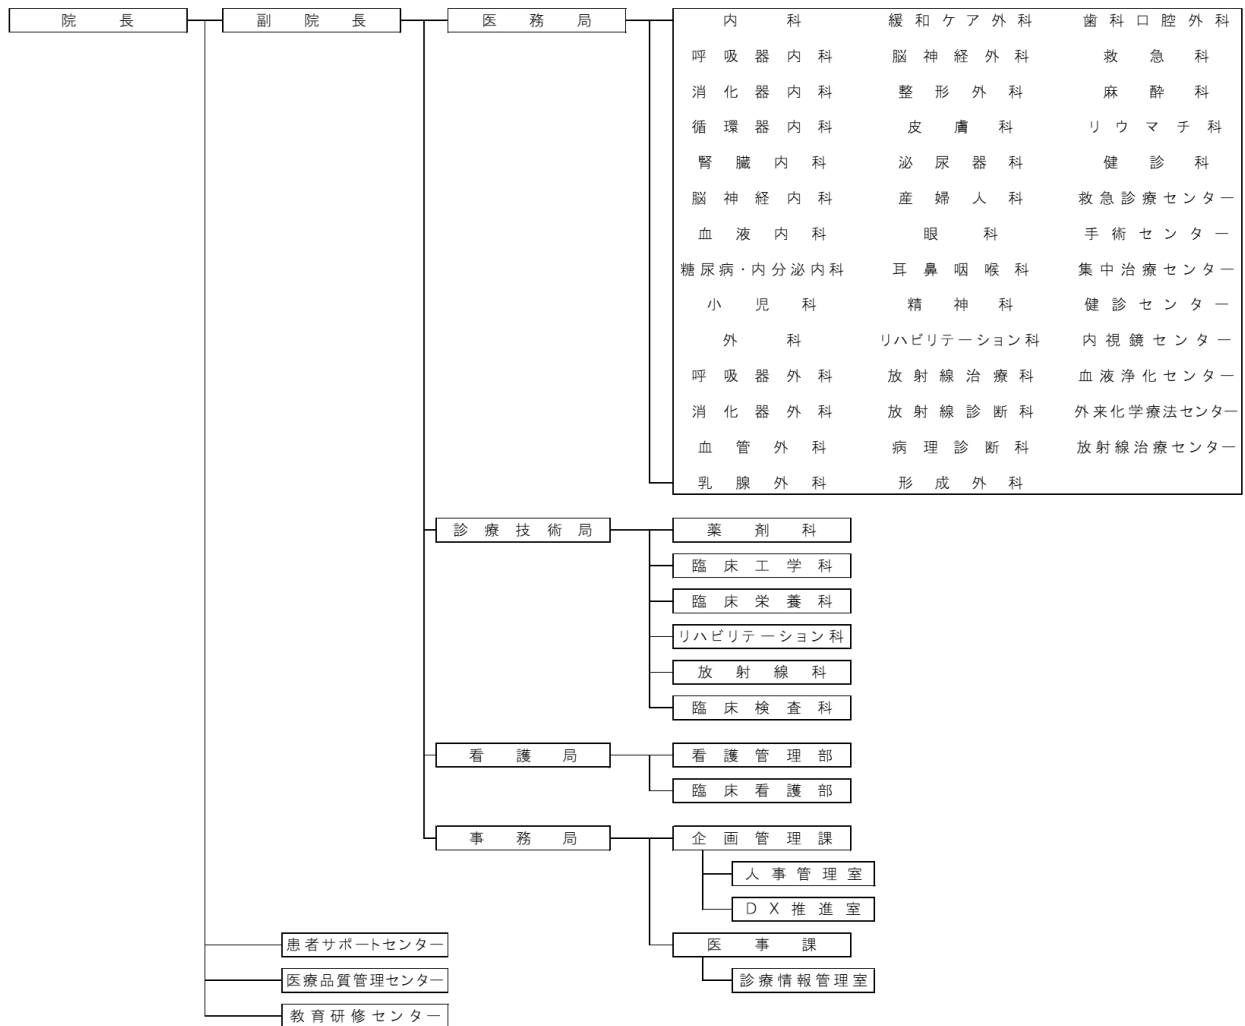 院長 副院長 医務局 内科 緩和ケア外科 歯科口腔外科
呼吸器内科 脳神経外科 救急科
消化器内科 整形外科 麻酔科
循環器内科 皮膚科 リウマチ科
腎臓内科 泌尿器科 健診科
脳神経内科 産婦人科 救急診療センター
血液内科 眼科 手術センター
糖尿病・内分泌内科 耳鼻咽喉科 集中治療センター
小児科 精神科 健診センター
外科 リハビリテーション科 内視鏡センター
呼吸器外科 放射線治療科 血液浄化センター
消化器外科 放射線診断科 外来化学療法センター
血管外科 病理診断科 放射線治療センター
乳腺外科 形成外科
診療技術局 薬剤科
臨床工学科
臨床栄養科
リハビリテーション科
放射線科
臨床検査科
看護局 看護管理部
臨床看護部
事務局 企画管理課
人事管理室
DX推進室
患者サポートセンター 医事課
医療品質管理センター 診療情報管理室
教育研修センター